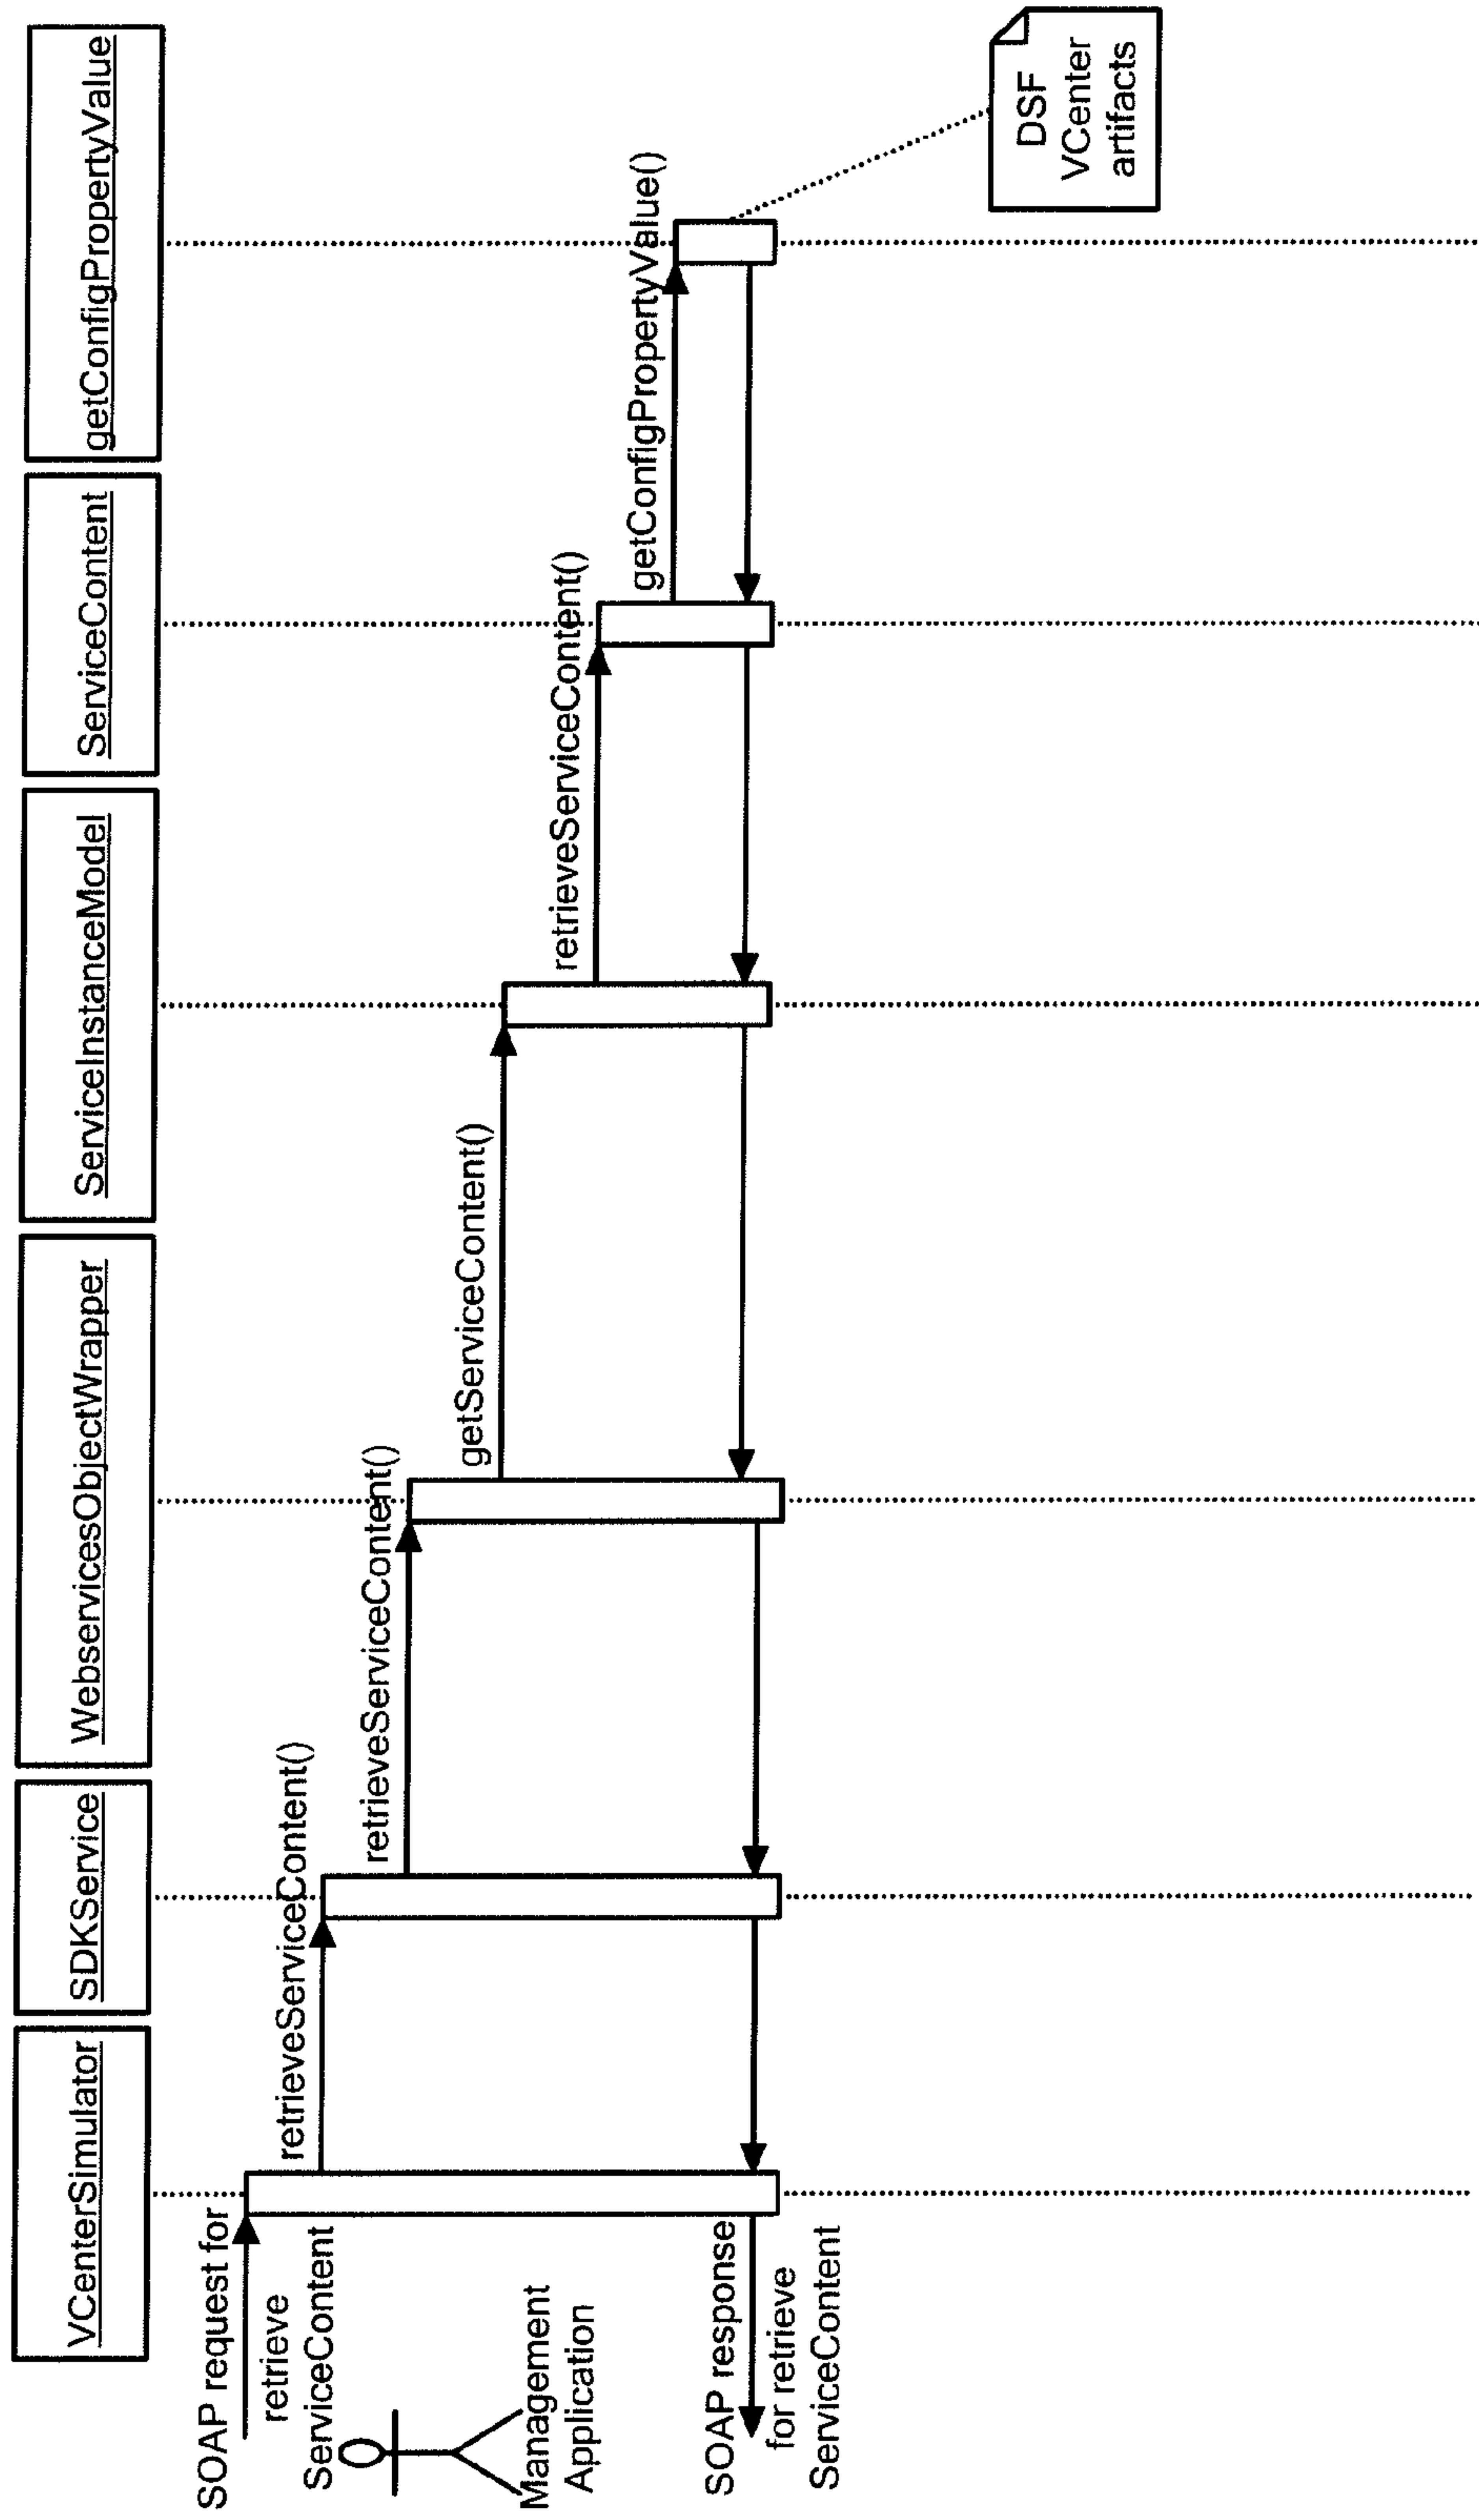 VCenterSimulator
SDKService
WebservicesObjectWrapper
ServiceInstanceModel
ServiceContent
getConfigPropertyValue
SOAP request for
retrieve
ServiceContent
retrieveServiceContent()
retrieveServiceContent()
getServiceContent()
retrieveServiceContent()
getConfigPropertyValue()
Management
Application
SOAP response
for retrieve
ServiceContent
DSF
VCenter
artifacts